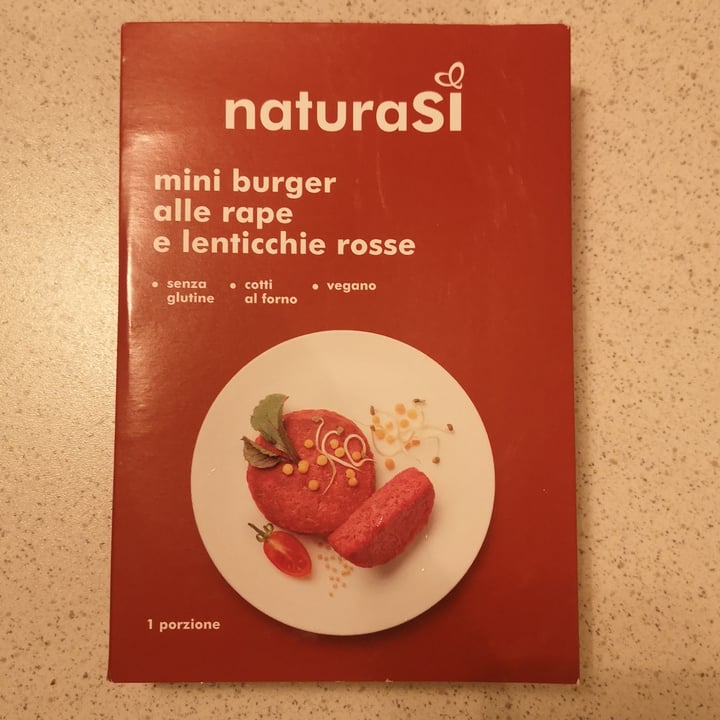 naturaSì
mini burger
alle rape
e lenticchie rosse
• senza glutine
• cotti al forno
• vegano
1 porzione